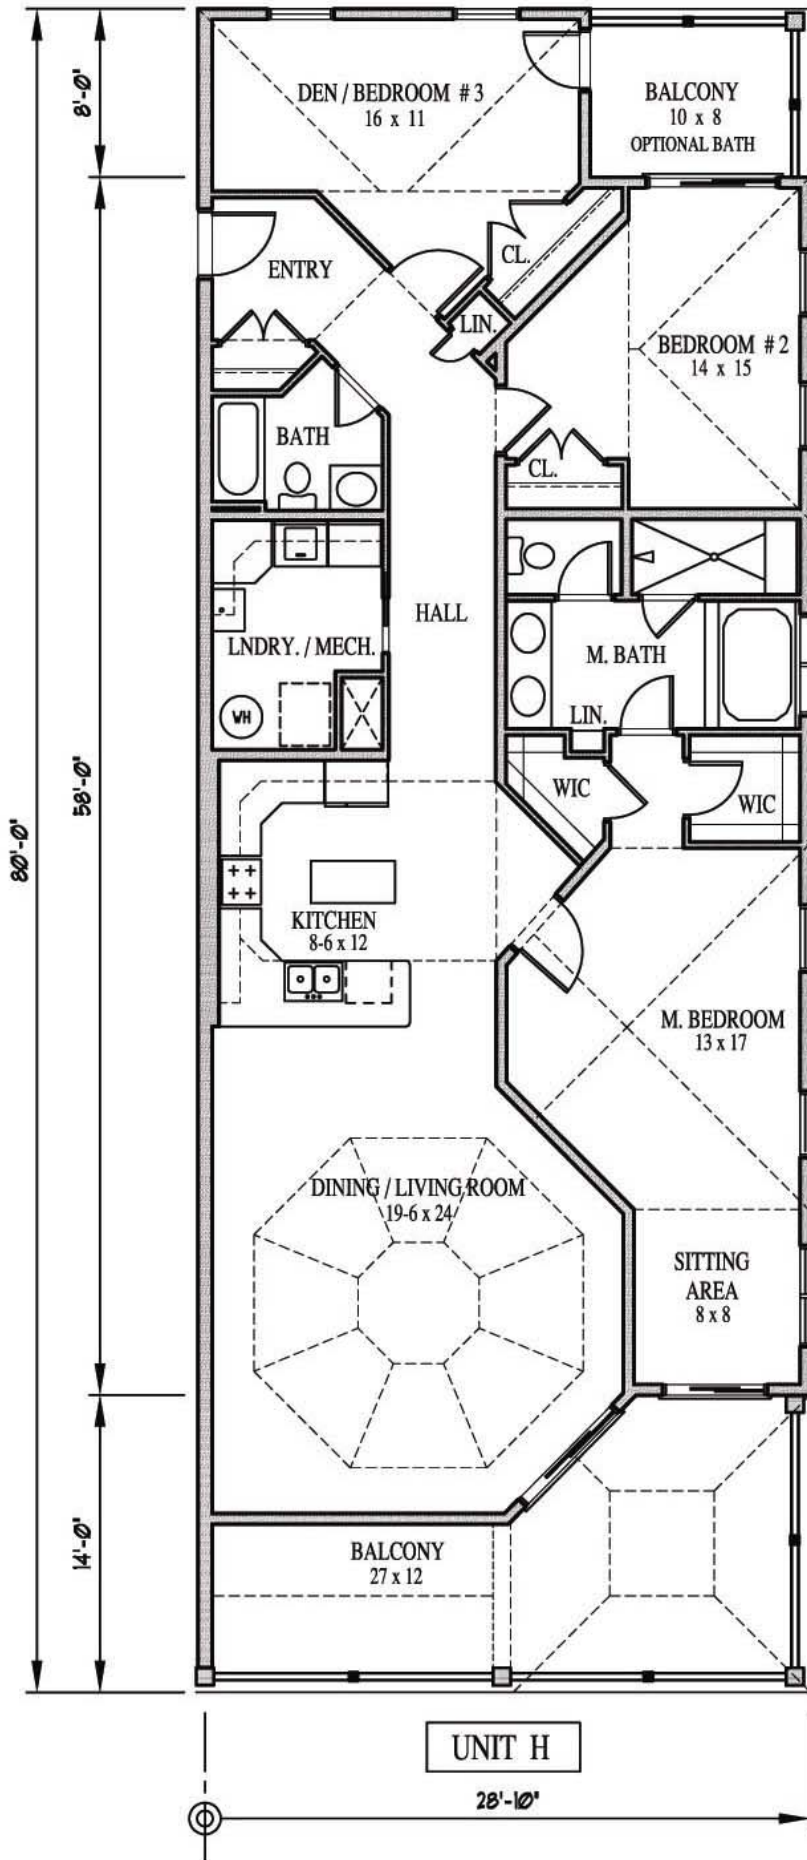 8'-0"
DEN / BEDROOM # 3
16 x 11
BALCONY
10 x 8
OPTIONAL BATH
ENTRY
CL.
LIN.
BEDROOM # 2
14 x 15
BATH
CL.
HALL
LNDRY. / MECH.
M. BATH
WH
LIN.
58'-0"
80'-0"
WIC
WIC
KITCHEN
8-6 x 12
M. BEDROOM
13 x 17
DINING / LIVING ROOM
19-6 x 24
SITTING
AREA
8 x 8
14'-0"
BALCONY
27 x 12
UNIT H
28'-10"